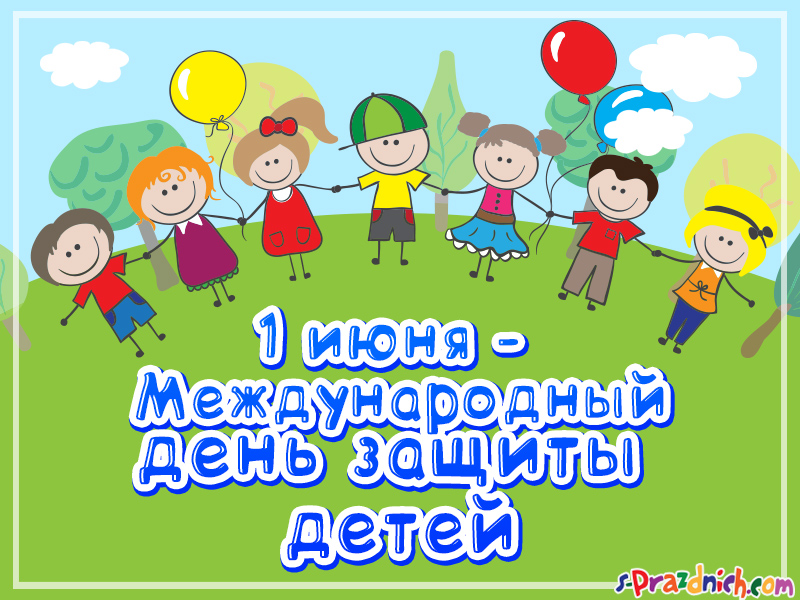 1 июня -
Международный
день защиты
детей
s-Prazdnich.com